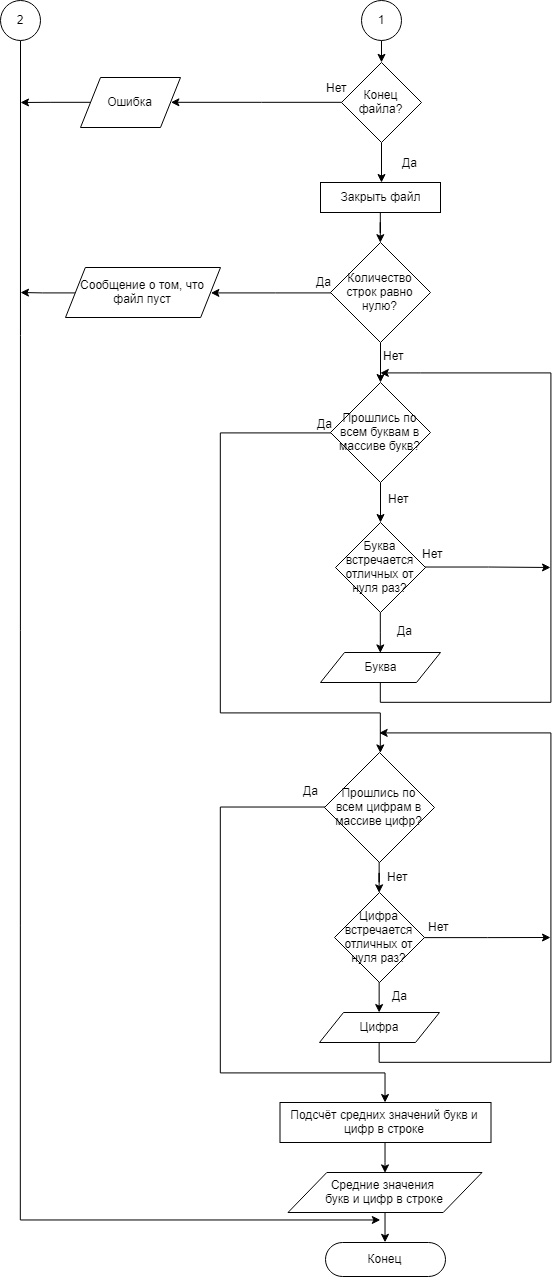 2
1
Нет
Конец
файла?
Ошибка
Да
Закрыть файл
Количество
строк равно
нулю?
Да
Сообщение о том, что
файл пуст
Нет
Прошлись по
всем буквам в
массиве букв?
Да
Нет
Буква
встречается
отличных от
нуля раз?
Нет
Да
Буква
Прошлись по
всем цифрам в
массиве цифр?
Да
Нет
Цифра
встречается
отличных от
нуля раз?
Нет
Да
Цифра
Подсчёт средних значений букв и
цифр в строке
Средние значения
букв и цифр в строке
Конец